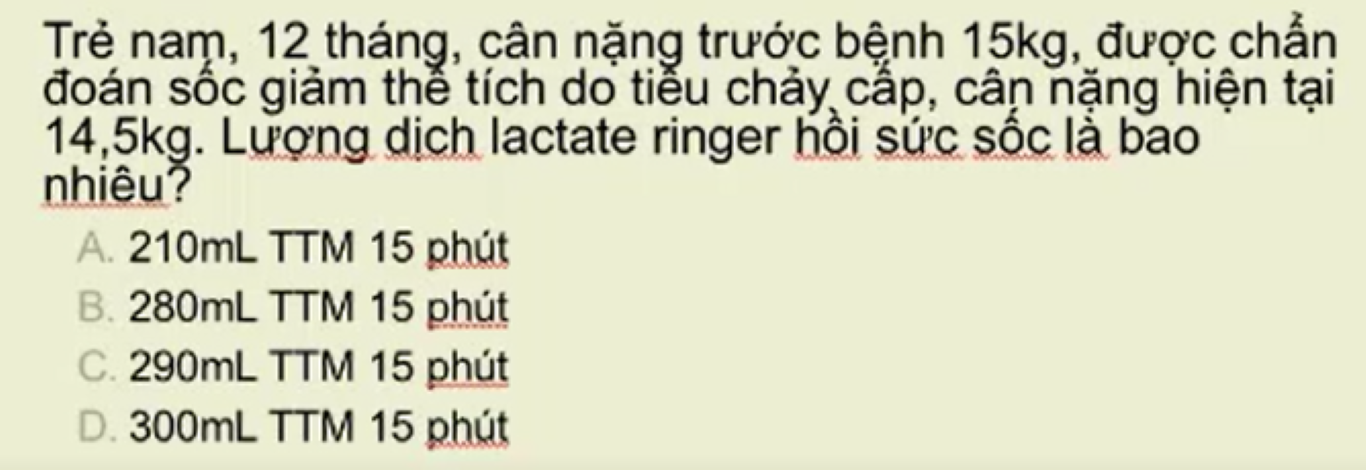 Trẻ nam, 12 tháng, cân nặng trước bệnh 15kg, được chẩn
đoán sốc giảm thể tích do tiêu chảy cấp, cân nặng hiện tại
14,5kg. Lượng dịch lactate ringer hồi sức sốc là bao
nhiêu?
A. 210mL TTM 15 phút
B. 280mL TTM 15 phút
C. 290mL TTM 15 phút
D. 300mL TTM 15 phút